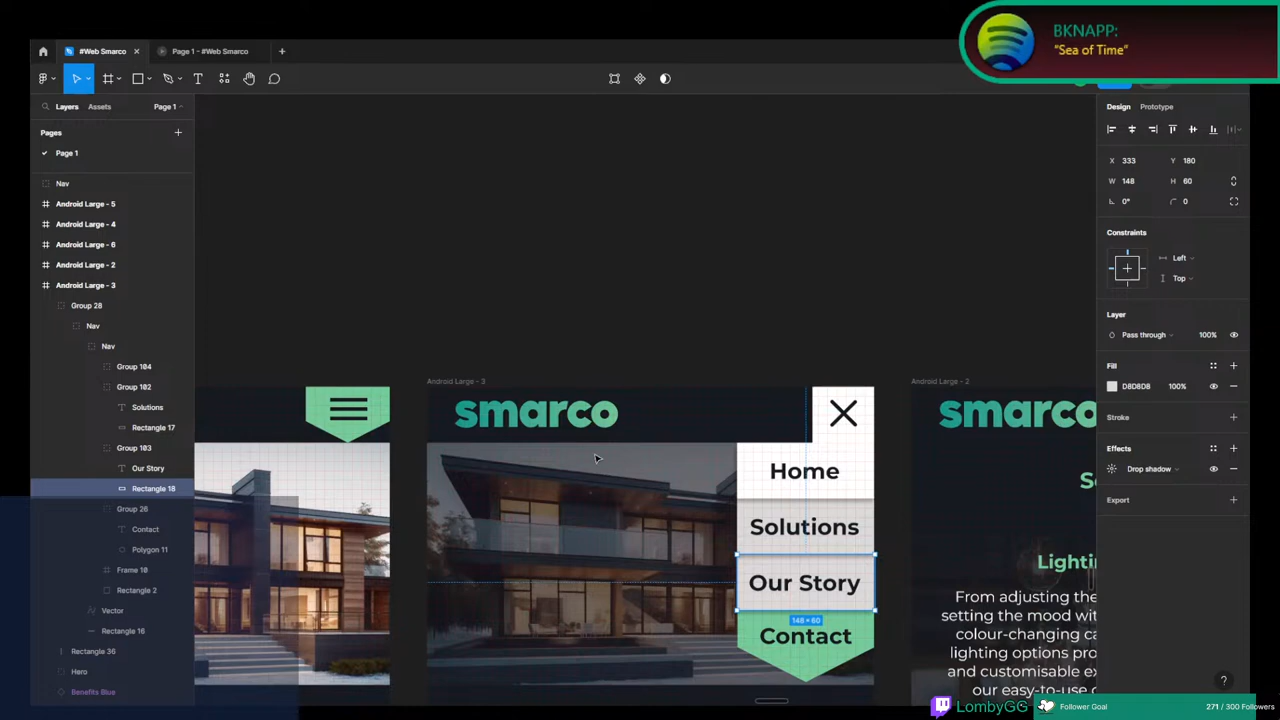 BKNAPP:
"Sea of Time"
#Web Smarco
Page 1 - #Web Smarco
Layers
Assets
Page 1
Design
Prototype
Pages
Page 1
Nav
Android Large - 5
Android Large - 4
Android Large - 6
Android Large - 2
Android Large - 3
Group 28
Nav
Nav
Group 104
Group 102
Solutions
Rectangle 17
Group 103
Our Story
Rectangle 18
Group 26
Contact
Polygon 11
Frame 10
Rectangle 2
Vector
Rectangle 16
Rectangle 36
Hero
Benefits Blue
Android Large - 3
Android Large - 2
smarco
Home
Solutions
Our Story
148 × 60
Contact
smarco
S
Lighti
From adjusting the
setting the mood wit
colour-changing ca
lighting options pro
and customisable ex
our easy-to-use
X 333
Y 180
W 148
H 60
0°
0
Constraints
Left
Top
Layer
Pass through
100%
Fill
D8D8D8
100%
Stroke
Effects
Drop shadow
Export
?
LombyGG
Follower Goal
271 / 300 Followers